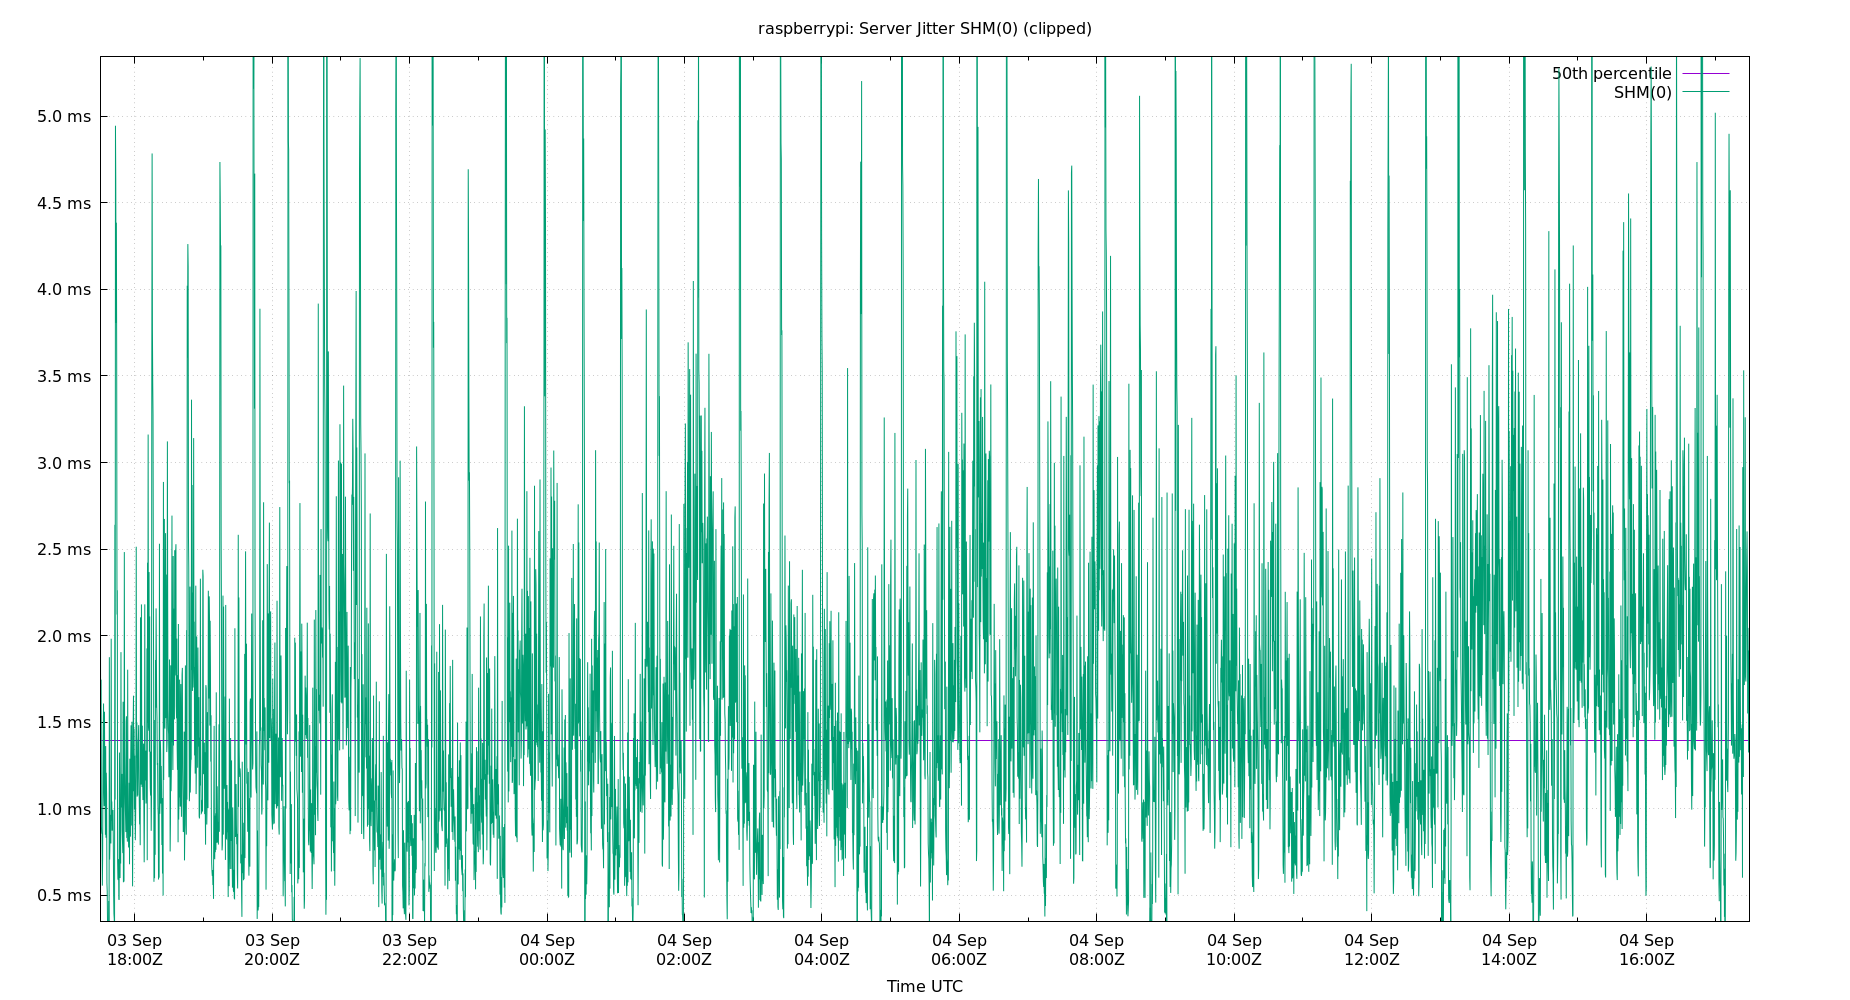 raspberrypi: Server Jitter SHM(0) (clipped)
50th percentile
SHM(0)
5.0 ms
4.5 ms
4.0 ms
3.5 ms
3.0 ms
2.5 ms
2.0 ms
1.5 ms
1.0 ms
0.5 ms
03 Sep 03 Sep 03 Sep 04 Sep 04 Sep 04 Sep 04 Sep 04 Sep 04 Sep 04 Sep 04 Sep 04 Sep
18:00Z 20:00Z 22:00Z 00:00Z 02:00Z 04:00Z 06:00Z 08:00Z 10:00Z 12:00Z 14:00Z 16:00Z
Time UTC